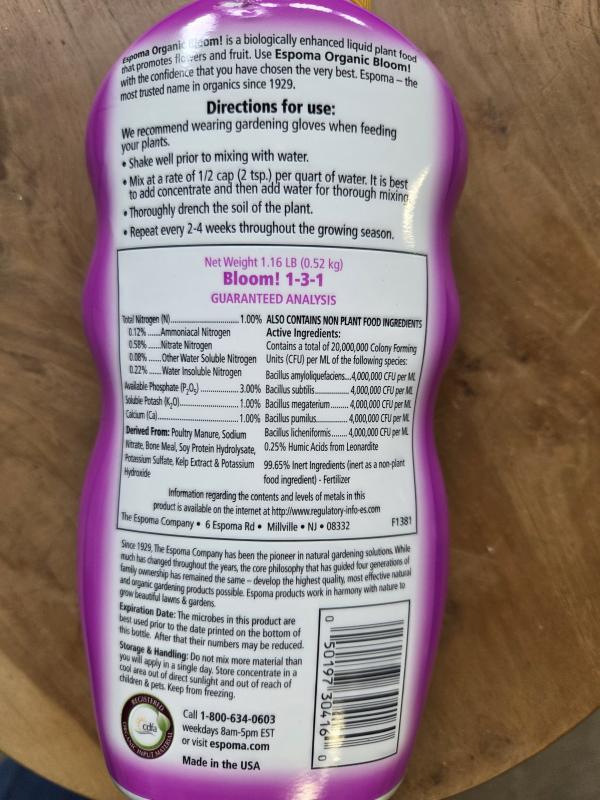 Espoma Organic Bloom! is a biologically enhanced liquid plant food
that promotes flowers and fruit. Use Espoma Organic Bloom!
with the confidence that you have chosen the very best. Espoma – the
most trusted name in organics since 1929.
Directions for use:
We recommend wearing gardening gloves when feeding
your plants.
• Shake well prior to mixing with water.
• Mix at a rate of 1/2 cap (2 tsp.) per quart of water. It is best
to add concentrate and then add water for thorough mixing.
• Thoroughly drench the soil of the plant.
• Repeat every 2-4 weeks throughout the growing season.
Net Weight 1.16 LB (0.52 kg)
Bloom! 1-3-1
GUARANTEED ANALYSIS
Total Nitrogen (N)..........................1.00%
0.12%......Ammoniacal Nitrogen
0.58%......Nitrate Nitrogen
0.08%......Other Water Soluble Nitrogen
0.22%......Water Insoluble Nitrogen
Available Phosphate (P₂O₅)...............3.00%
Soluble Potash (K₂O)........................1.00%
Calcium (Ca)....................................1.00%
Derived From: Poultry Manure, Sodium
Nitrate, Bone Meal, Soy Protein Hydrolysate,
Potassium Sulfate, Kelp Extract & Potassium
Hydroxide
ALSO CONTAINS NON PLANT FOOD INGREDIENTS
Active Ingredients:
Contains a total of 20,000,000 Colony Forming
Units (CFU) per ML of the following species:
Bacillus amyloliquefaciens...4,000,000 CFU per ML
Bacillus subtilis.................4,000,000 CFU per ML
Bacillus megaterium.........4,000,000 CFU per ML
Bacillus pumilus................4,000,000 CFU per ML
Bacillus licheniformis........4,000,000 CFU per ML
0.25% Humic Acids from Leonardite
99.65% Inert Ingredients (inert as a non-plant
food ingredient) - Fertilizer
Information regarding the contents and levels of metals in this
product is available on the internet at http://www.regulatory-info-es.com
The Espoma Company • 6 Espoma Rd • Millville • NJ • 08332
F1381
Since 1929, The Espoma Company has been the pioneer in natural gardening solutions. While
much has changed throughout the years, the core philosophy that has guided four generations of
family ownership has remained the same – develop the highest quality, most effective natural
and organic gardening products possible. Espoma products work in harmony with nature to
grow beautiful lawns & gardens.
Expiration Date: The microbes in this product are
best used prior to the date printed on the bottom of
this bottle. After that their numbers may be reduced.
Storage & Handling: Do not mix more material than
you will apply in a single day. Store concentrate in a
cool area out of direct sunlight and out of reach of
children & pets. Keep from freezing.
REGISTERED
cdfa
ORGANIC INPUT MATERIAL
Call 1-800-634-0603
weekdays 8am-5pm EST
or visit espoma.com
Made in the USA
0 50197 30416 0